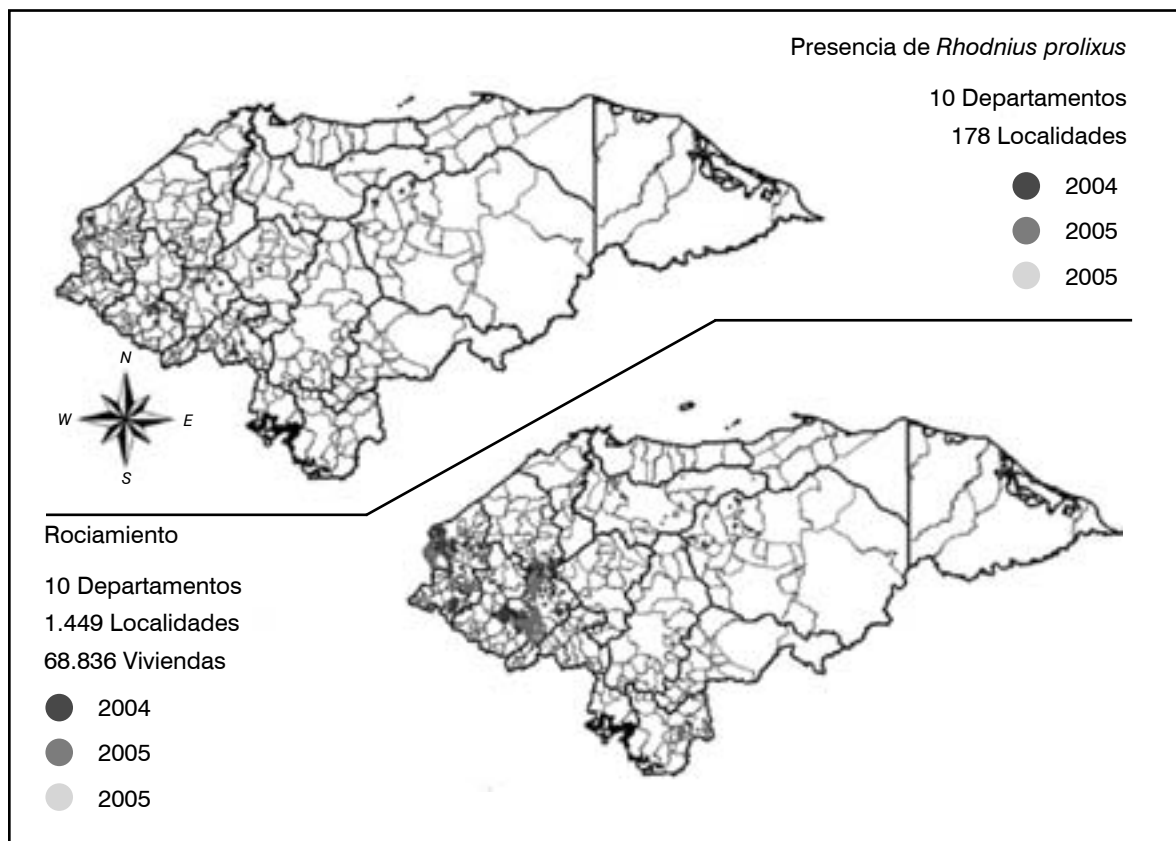 Presencia de Rhodnius prolixus
10 Departamentos
178 Localidades
2004
2005
2005
N
W
E
S
Rociamiento
10 Departamentos
1.449 Localidades
68.836 Viviendas
2004
2005
2005